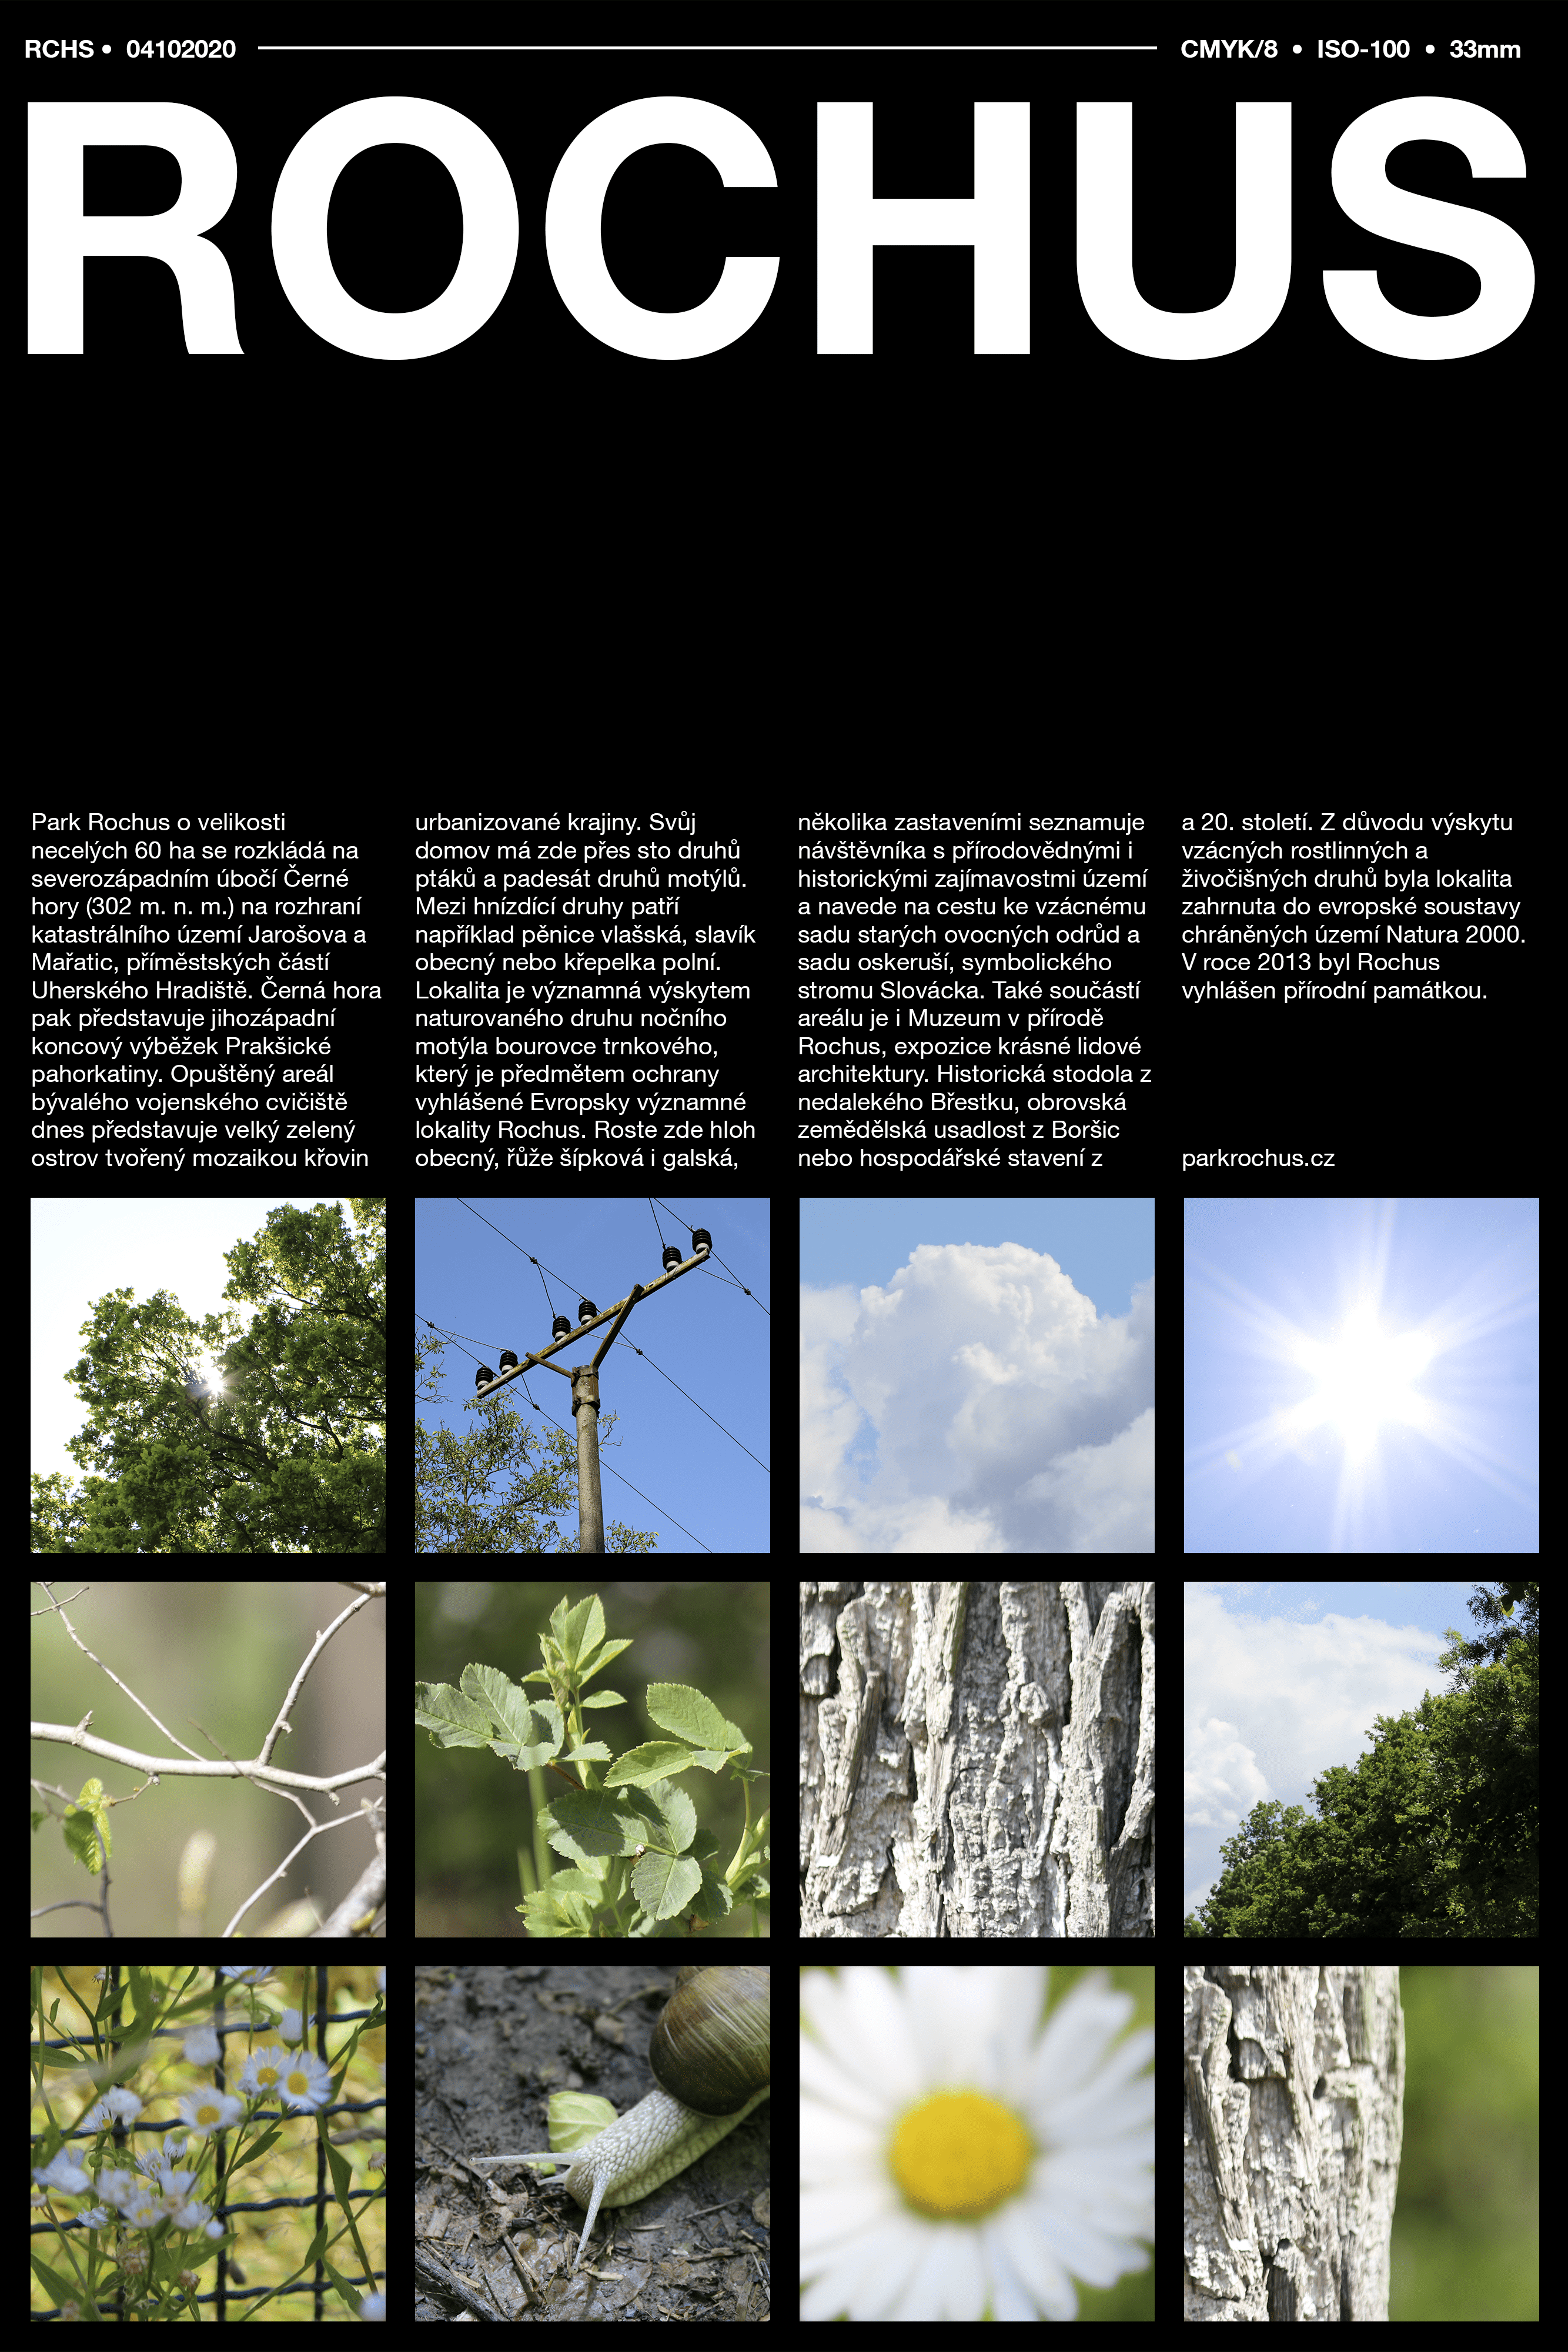 RCHS • 04102020
CMYK/8 • ISO-100 • 33mm
ROCHUS
Park Rochus o velikosti
necelých 60 ha se rozkládá na
severozápadním úbočí Černé
hory (302 m. n. m.) na rozhraní
katastrálního území Jarošova a
Mařatic, příměstských částí
Uherského Hradiště. Černá hora
pak představuje jihozápadní
koncový výběžek Prakšické
pahorkatiny. Opuštěný areál
bývalého vojenského cvičiště
dnes představuje velký zelený
ostrov tvořený mozaikou křovin
urbanizované krajiny. Svůj
domov má zde přes sto druhů
ptáků a padesát druhů motýlů.
Mezi hnízdící druhy patří
například pěnice vlašská, slavík
obecný nebo křepelka polní.
Lokalita je významná výskytem
naturovaného druhu nočního
motýla bourovce trnkového,
který je předmětem ochrany
vyhlášené Evropsky významné
lokality Rochus. Roste zde hloh
obecný, řůže šípková i galská,
několika zastaveními seznamuje
návštěvníka s přírodovědnými i
historickými zajímavostmi území
a navede na cestu ke vzácnému
sadu starých ovocných odrůd a
sadu oskeruší, symbolického
stromu Slovácka. Také součástí
areálu je i Muzeum v přírodě
Rochus, expozice krásné lidové
architektury. Historická stodola z
nedalekého Břestku, obrovská
zemědělská usadlost z Boršic
nebo hospodářské stavení z
a 20. století. Z důvodu výskytu
vzácných rostlinných a
živočišných druhů byla lokalita
zahrnuta do evropské soustavy
chráněných území Natura 2000.
V roce 2013 byl Rochus
vyhlášen přírodní památkou.
parkrochus.cz